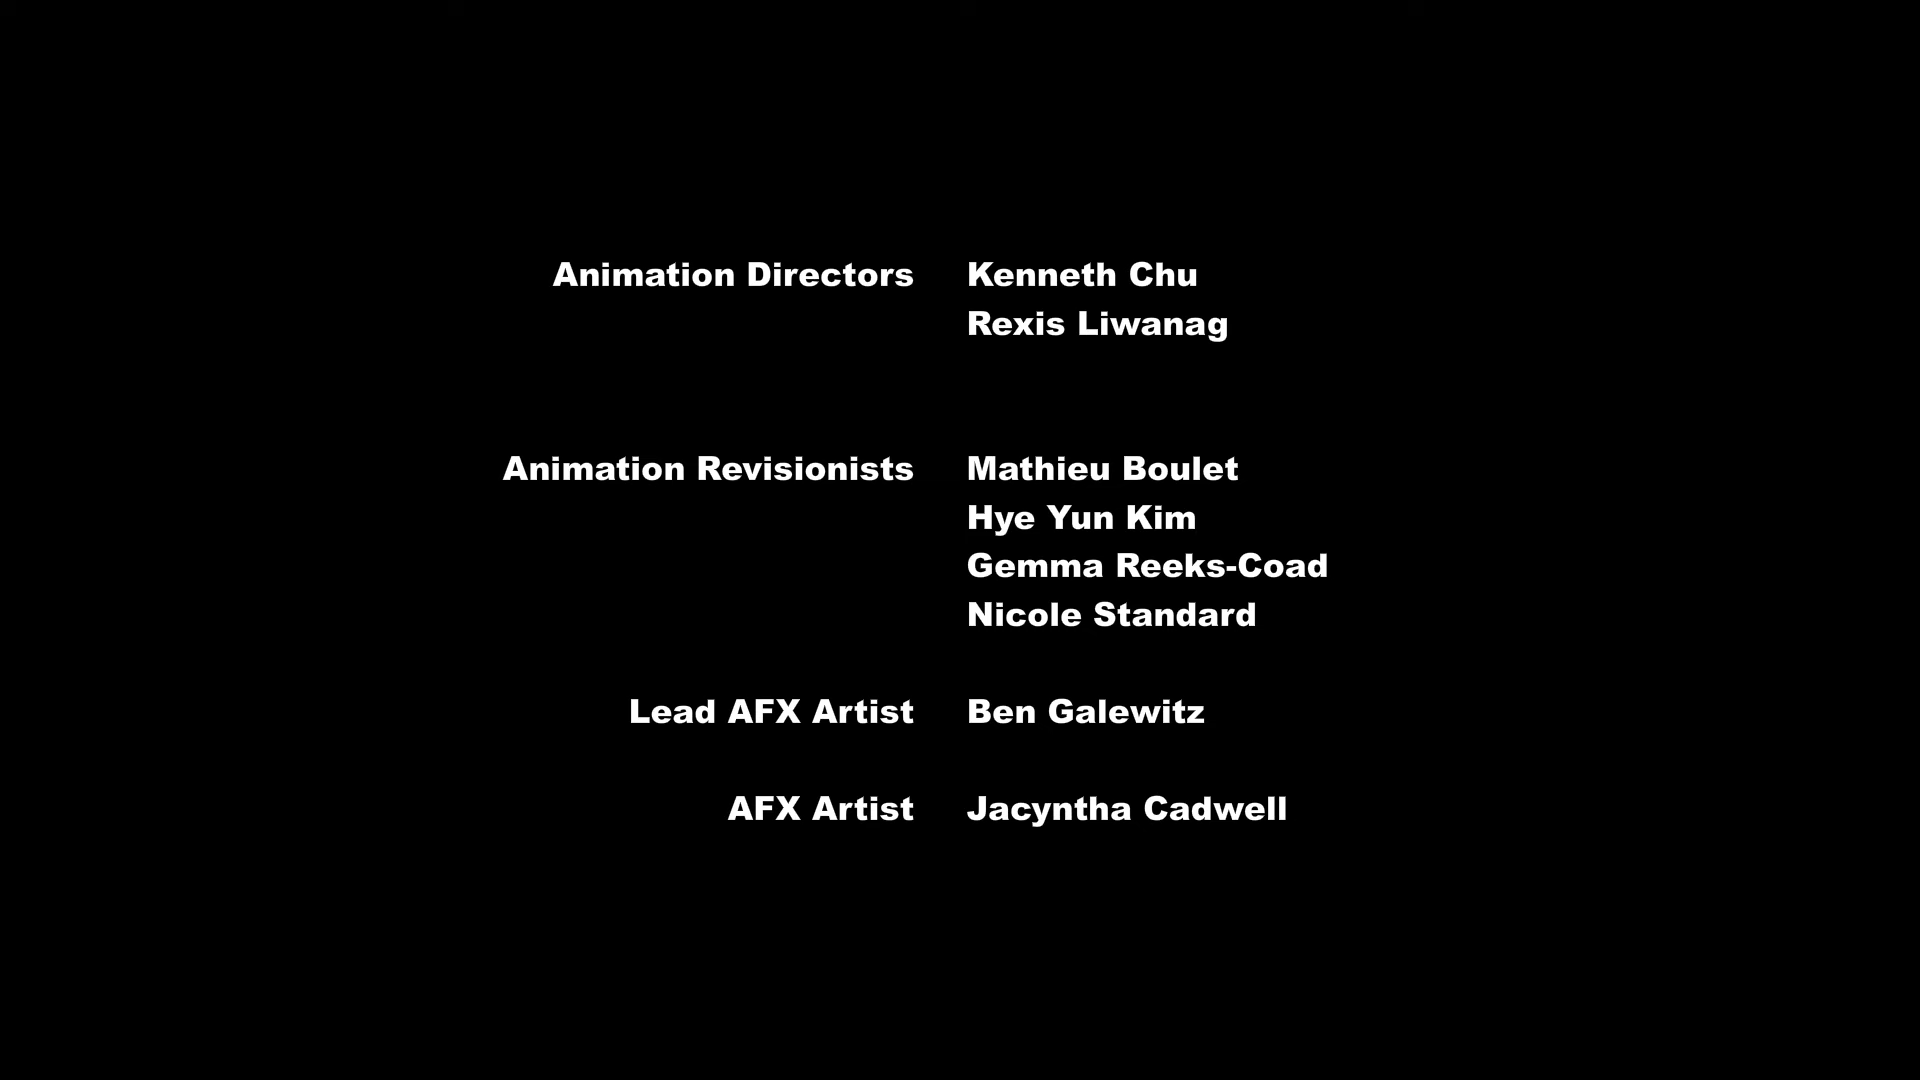 Animation Directors Kenneth Chu
Rexis Liwanag
Animation Revisionists Mathieu Boulet
Hye Yun Kim
Gemma Reeks-Coad
Nicole Standard
Lead AFX Artist Ben Galewitz
AFX Artist Jacyntha Cadwell